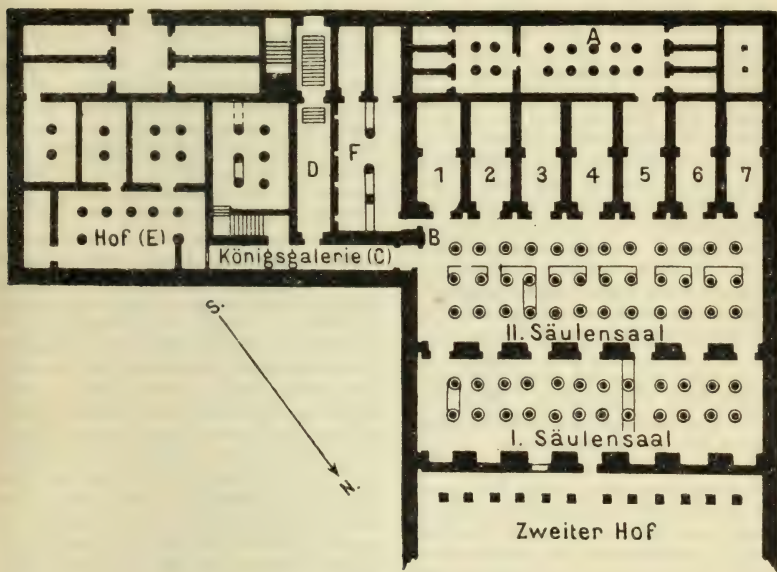 A
D
F
1 2 3 4 5 6 7
Hof (E)
B
Königsgalerie (C)
S.
II. Säulensaal
I. Säulensaal
N.
Zweiter Hof